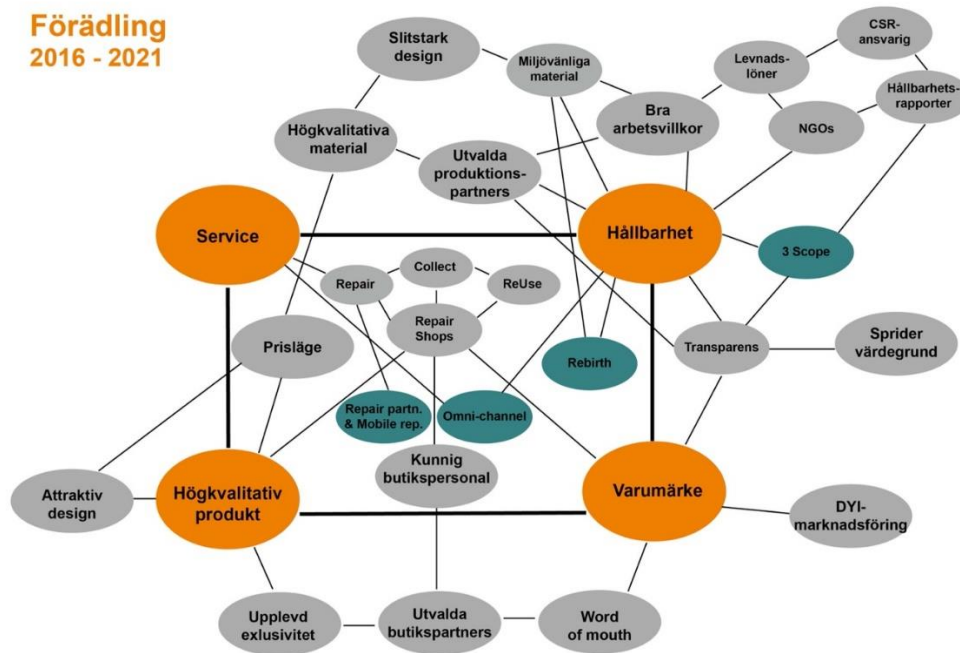 Förädling
2016 - 2021
Slitstark
design
Miljövänliga
material
Levnads-
löner
CSR-
ansvarig
Hållbarhets-
rapporter
Högkvalitativa
material
Utvalda
produktions-
partners
Bra
arbetsvillkor
NGOs
Service
Hållbarhet
3 Scope
Repair
Collect
ReUse
Repair
Shops
Prisläge
Rebirth
Transparens
Sprider
värdegrund
Repair partn.
& Mobile rep.
Omni-channel
Kunnig
butikspersonal
Attraktiv
design
Högkvalitativ
produkt
Varumärke
DYI-
marknadsföring
Upplevd
exlusivitet
Utvalda
butikspartners
Word
of mouth